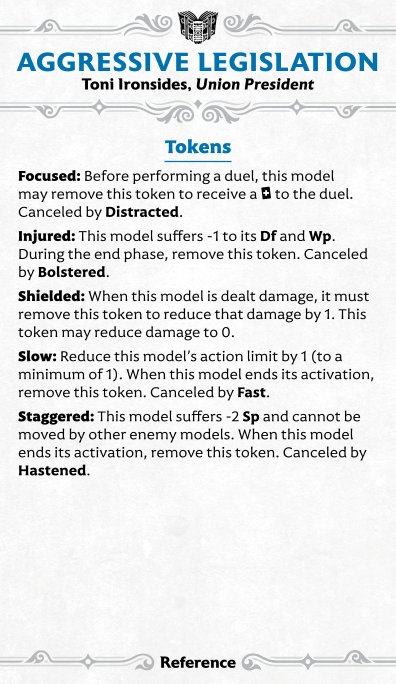 AGGRESSIVE LEGISLATION
Toni Ironsides, Union President
Tokens
Focused: Before performing a duel, this model
may remove this token to receive a + to the duel.
Canceled by Distracted.
Injured: This model suffers -1 to its Df and Wp.
During the end phase, remove this token. Canceled
by Bolstered.
Shielded: When this model is dealt damage, it must
remove this token to reduce that damage by 1. This
token may reduce damage to 0.
Slow: Reduce this model’s action limit by 1 (to a
minimum of 1). When this model ends its activation,
remove this token. Canceled by Fast.
Staggered: This model suffers -2 Sp and cannot be
moved by other enemy models. When this model
ends its activation, remove this token. Canceled by
Hastened.
Reference